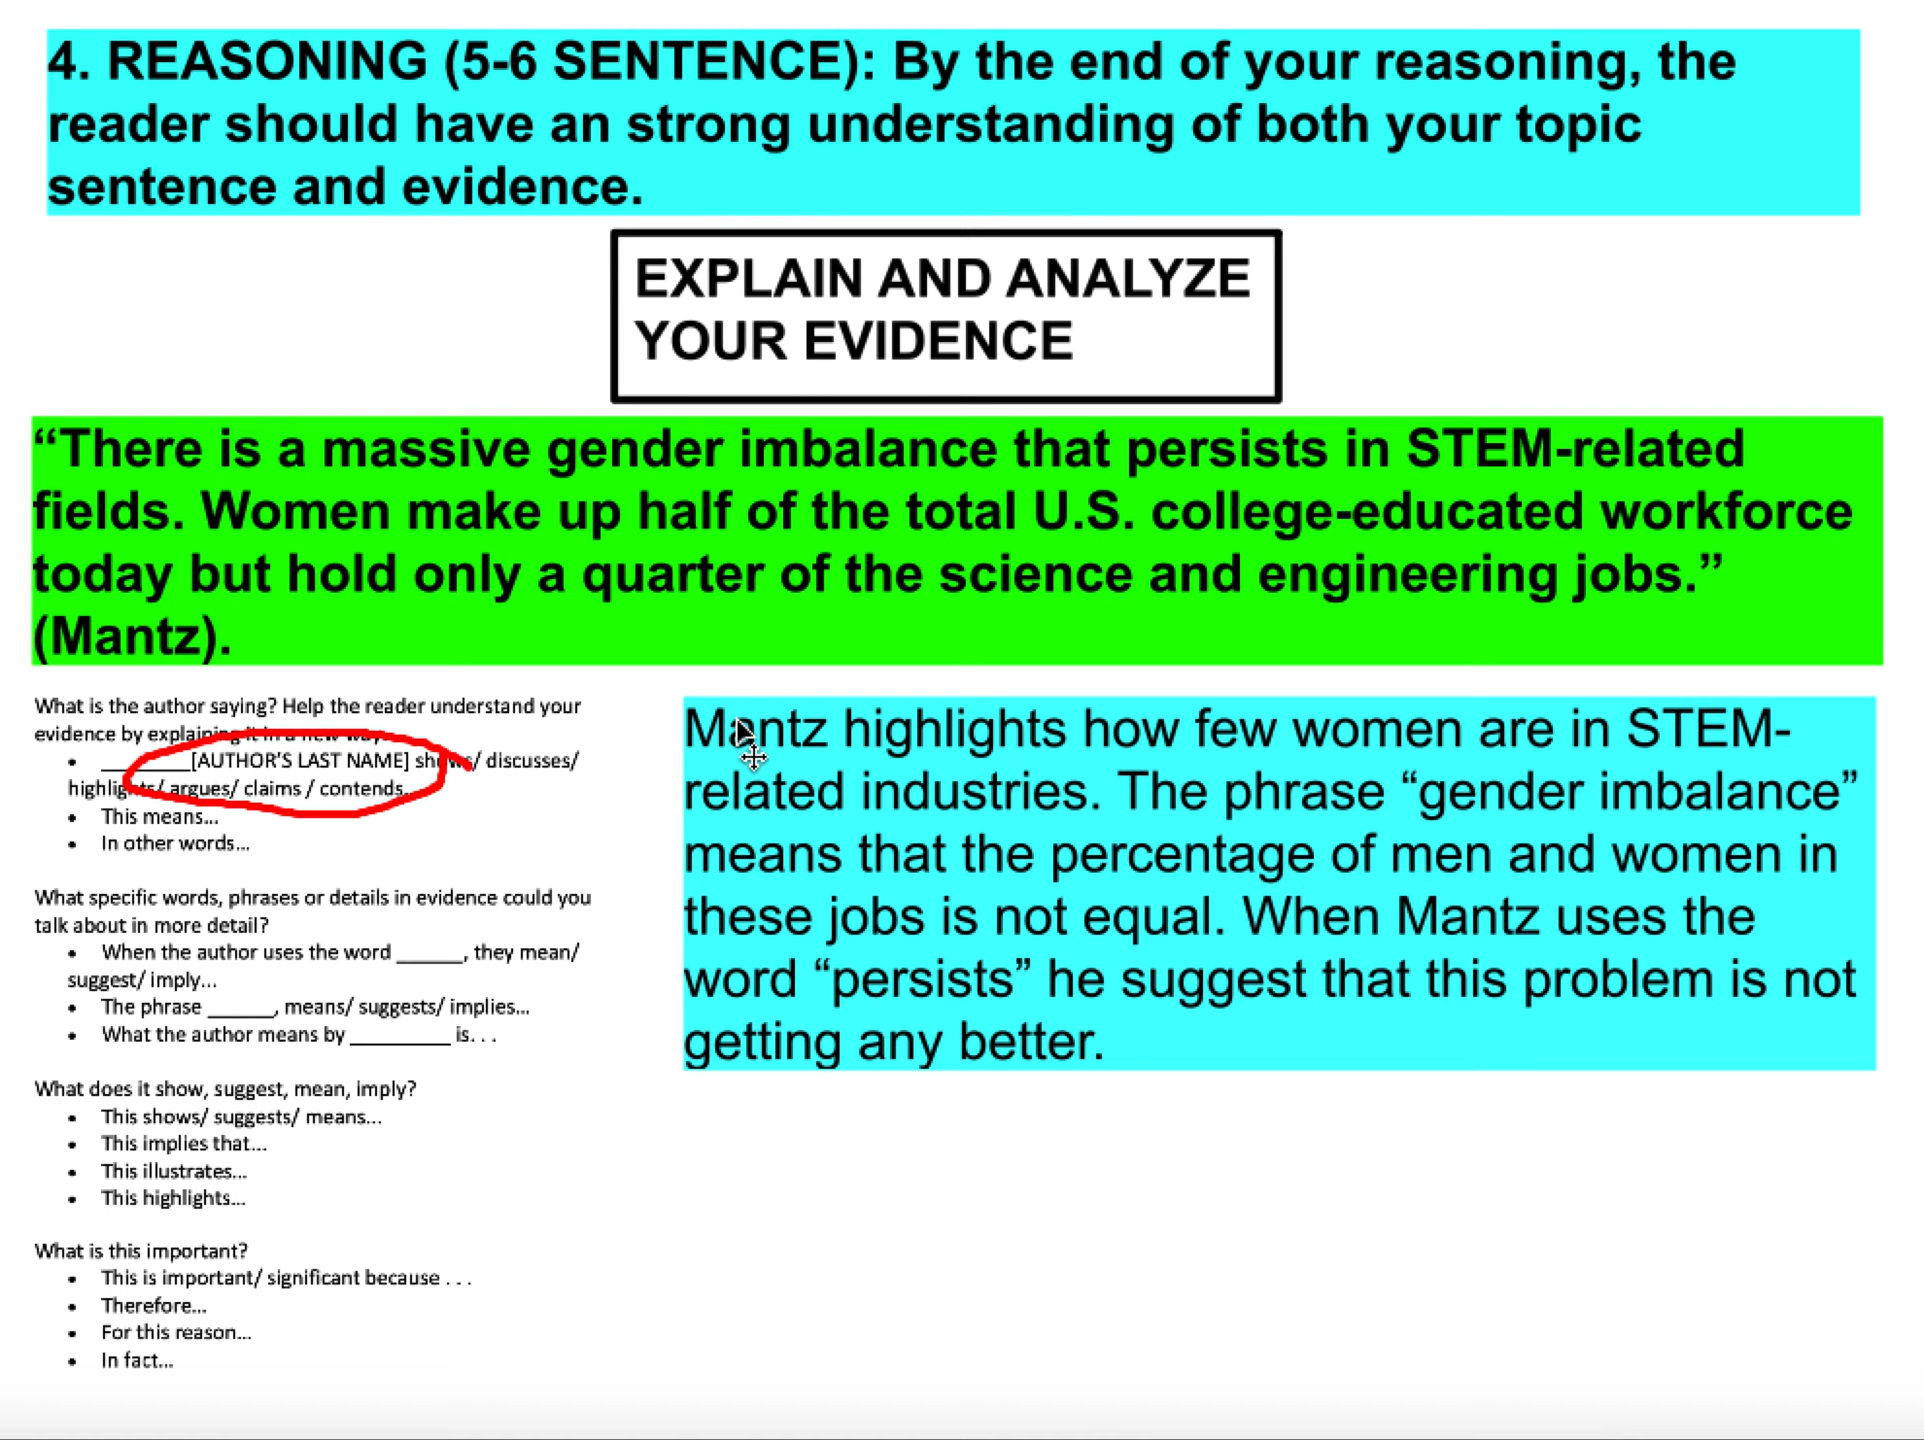 4. REASONING (5-6 SENTENCE): By the end of your reasoning, the
reader should have an strong understanding of both your topic
sentence and evidence.
EXPLAIN AND ANALYZE
YOUR EVIDENCE
“There is a massive gender imbalance that persists in STEM-related
fields. Women make up half of the total U.S. college-educated workforce
today but hold only a quarter of the science and engineering jobs.”
(Mantz).
What is the author saying? Help the reader understand your
evidence by explaining it in a new way.
• ________[AUTHOR'S LAST NAME] shows/ discusses/
highlights/ argues/ claims / contends...
• This means...
• In other words...
What specific words, phrases or details in evidence could you
talk about in more detail?
• When the author uses the word ______, they mean/
suggest/ imply...
• The phrase ______, means/ suggests/ implies...
• What the author means by _________ is. . .
What does it show, suggest, mean, imply?
• This shows/ suggests/ means...
• This implies that...
• This illustrates...
• This highlights...
What is this important?
• This is important/ significant because . . .
• Therefore...
• For this reason...
• In fact...
Mantz highlights how few women are in STEM-
related industries. The phrase “gender imbalance”
means that the percentage of men and women in
these jobs is not equal. When Mantz uses the
word “persists” he suggest that this problem is not
getting any better.